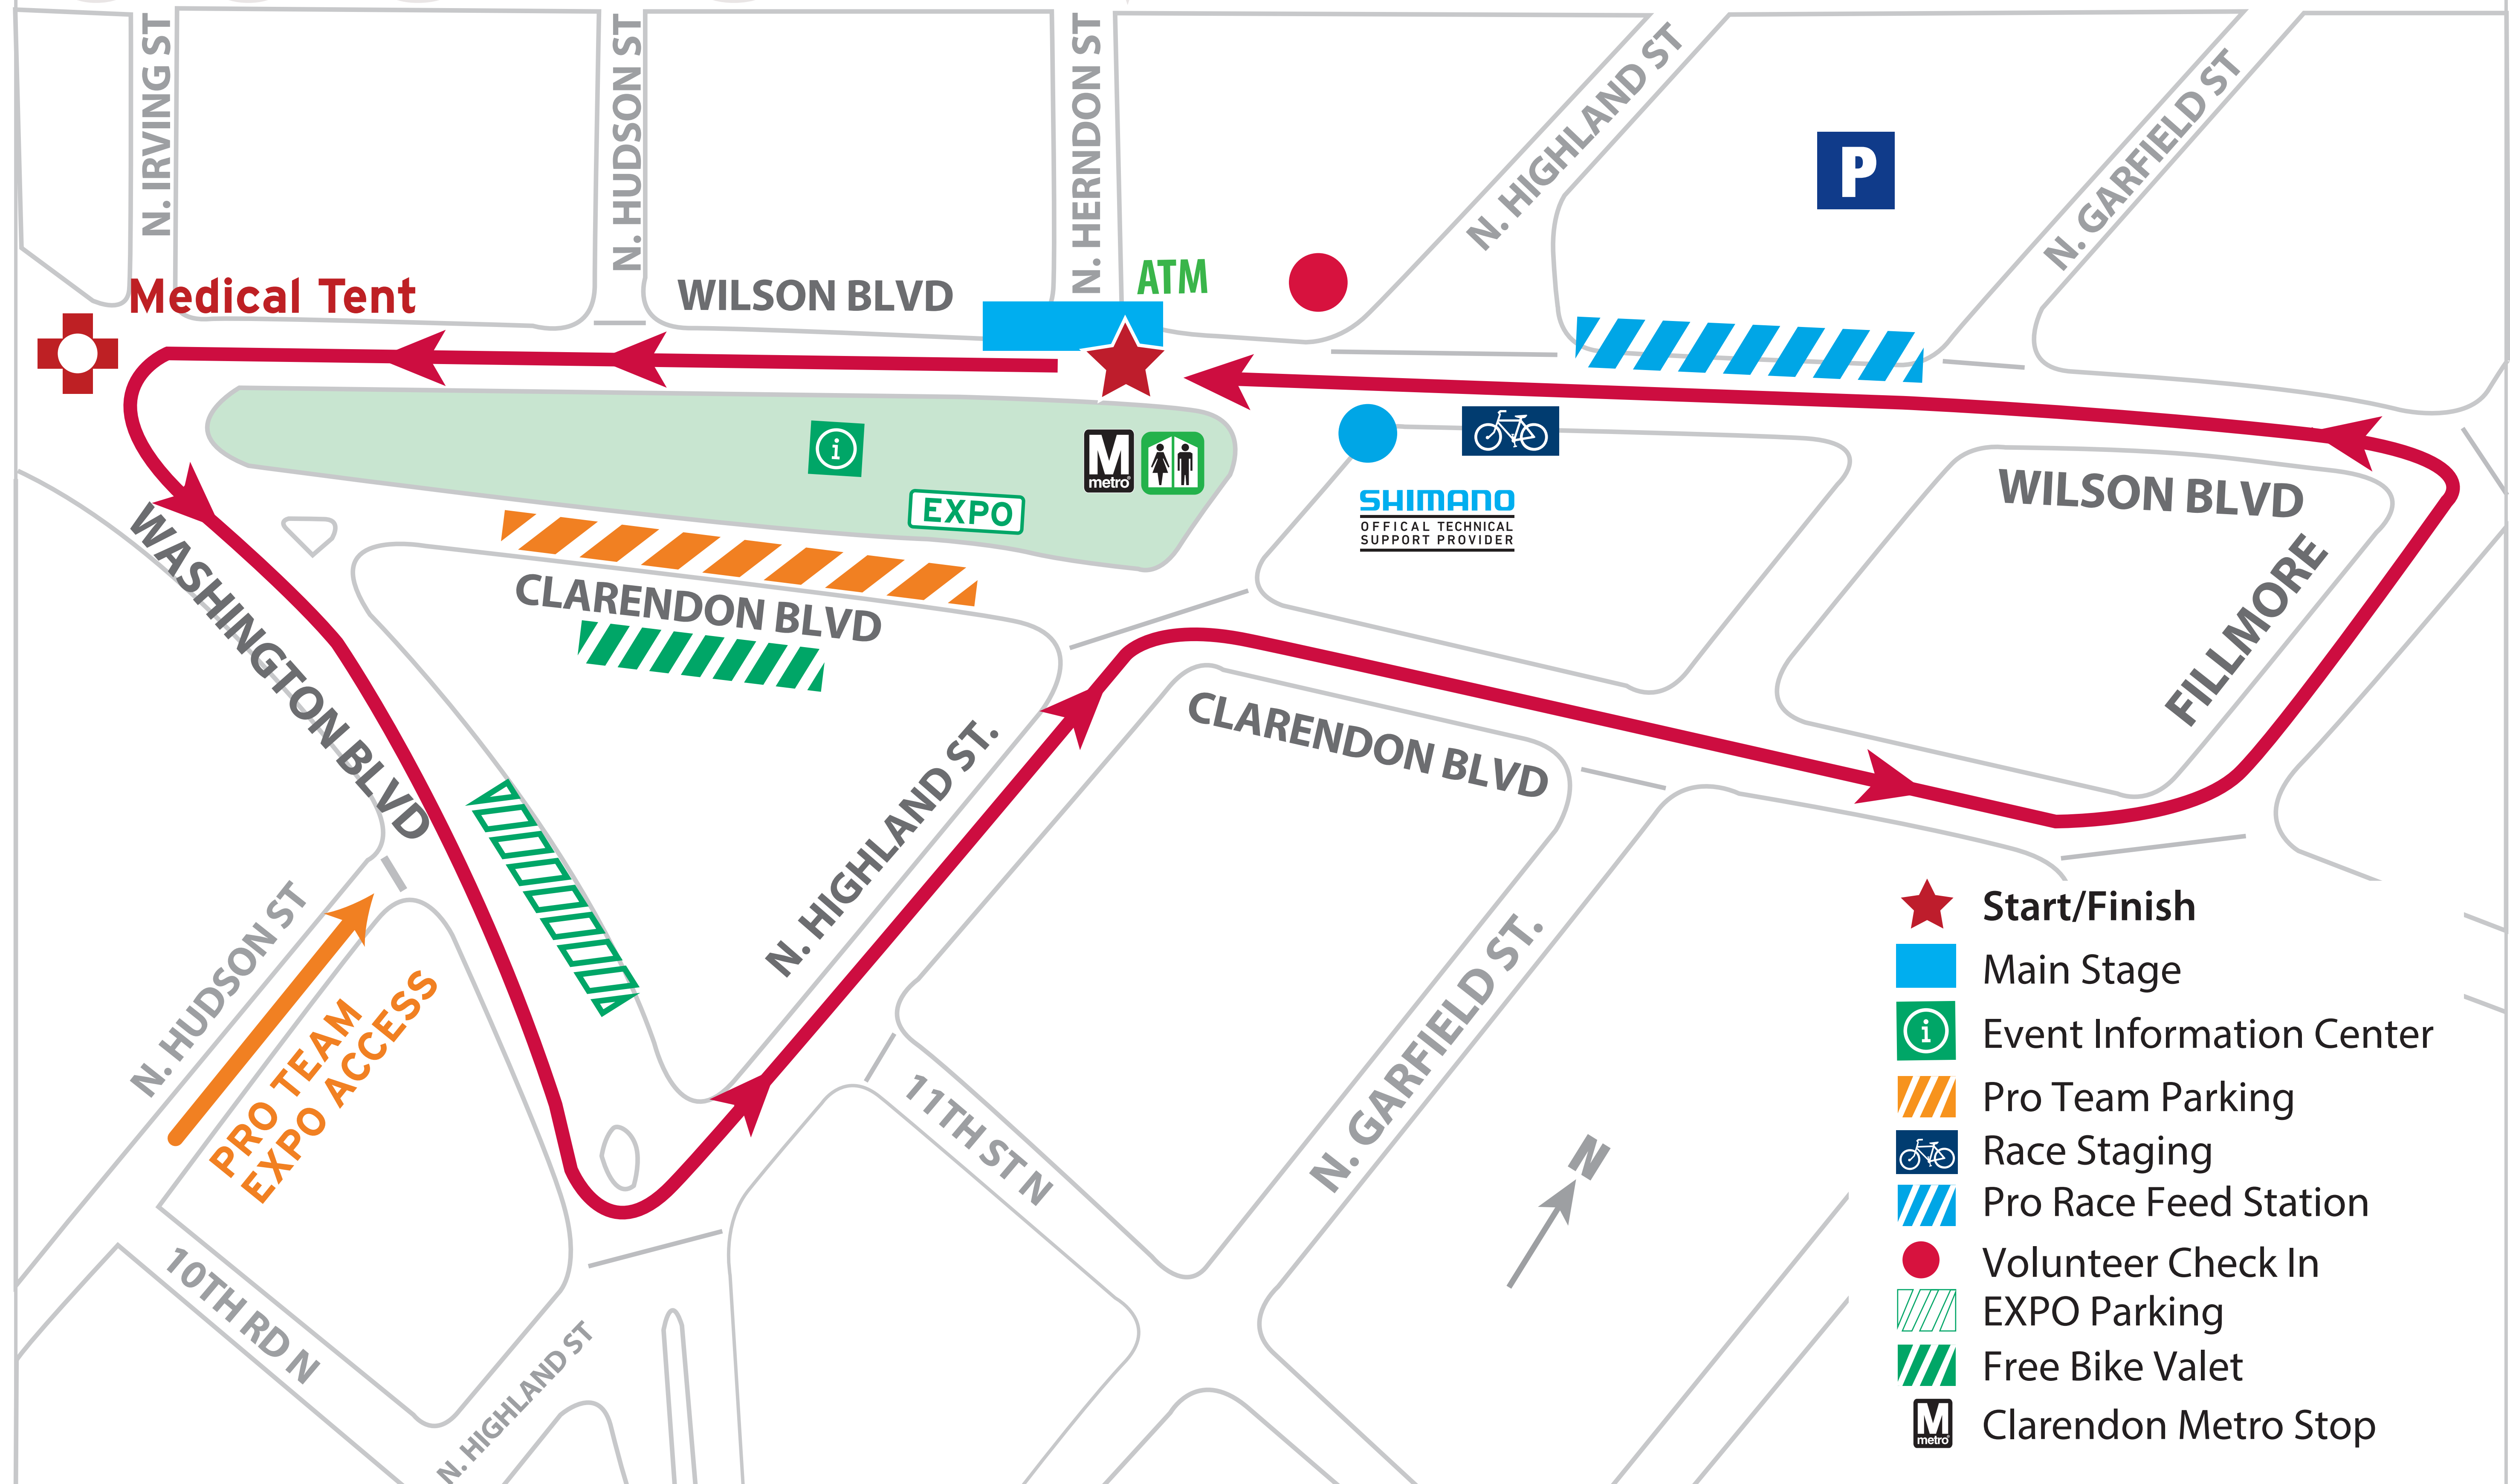 N. IRVING ST
N. HUDSON ST
N. HERNDON ST
N. HIGHLAND ST
N. GARFIELD ST
P
Medical Tent
WILSON BLVD
ATM
i
M
metro
EXPO
SHIMANO
OFFICAL TECHNICAL
SUPPORT PROVIDER
WILSON BLVD
WASHINGTON BLVD
CLARENDON BLVD
FILLMORE
CLARENDON BLVD
N. HIGHLAND ST.
N. HUDSON ST
PRO TEAM
EXPO ACCESS
11TH ST N
N. GARFIELD ST.
N
10TH RD N
N. HIGHLAND ST
Start/Finish
Main Stage
i
Event Information Center
Pro Team Parking
Race Staging
Pro Race Feed Station
Volunteer Check In
EXPO Parking
Free Bike Valet
M
metro
Clarendon Metro Stop